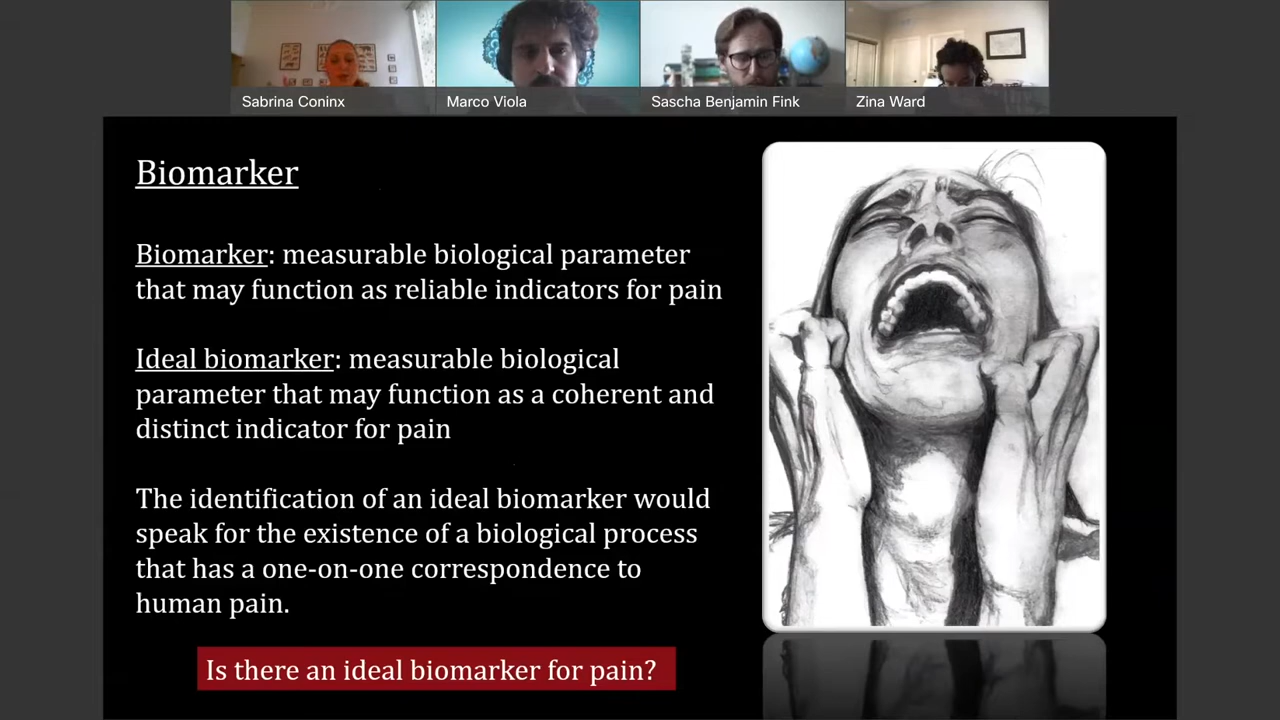 Sabrina Coninx
Marco Viola
Sascha Benjamin Fink
Zina Ward
Biomarker
Biomarker: measurable biological parameter
that may function as reliable indicators for pain
Ideal biomarker: measurable biological
parameter that may function as a coherent and
distinct indicator for pain
The identification of an ideal biomarker would
speak for the existence of a biological process
that has a one-on-one correspondence to
human pain.
Is there an ideal biomarker for pain?